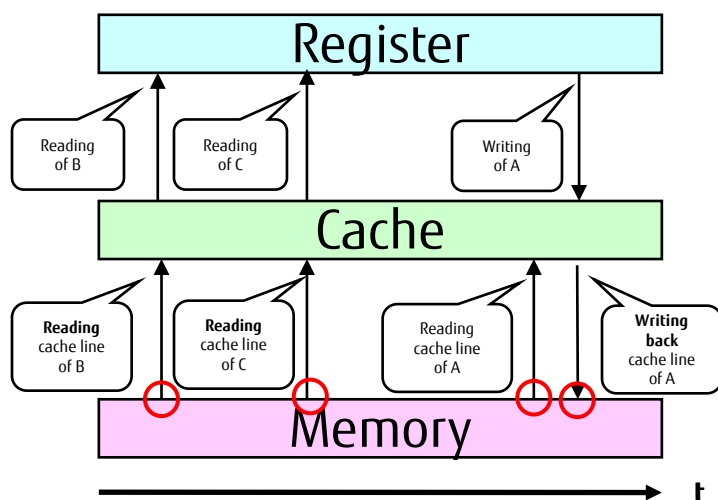 Register
Reading
of B
Reading
of C
Writing
of A
Cache
Reading
cache line
of B
Reading
cache line
of C
Reading
cache line
of A
Writing
back
cache line
of A
Memory
t